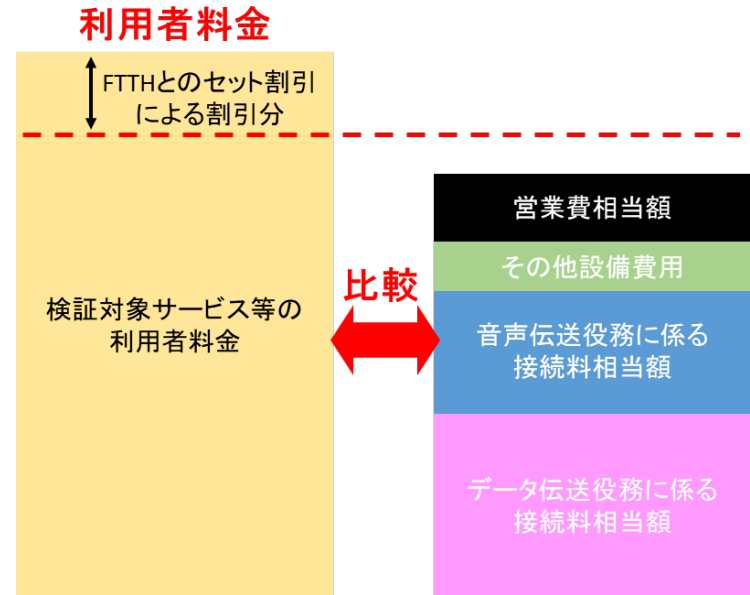 利用者料金
FTTHとのセット割引
による割引分
検証対象サービス等の
利用者料金
比較
営業費相当額
その他設備費用
音声伝送役務に係る
接続料相当額
データ伝送役務に係る
接続料相当額